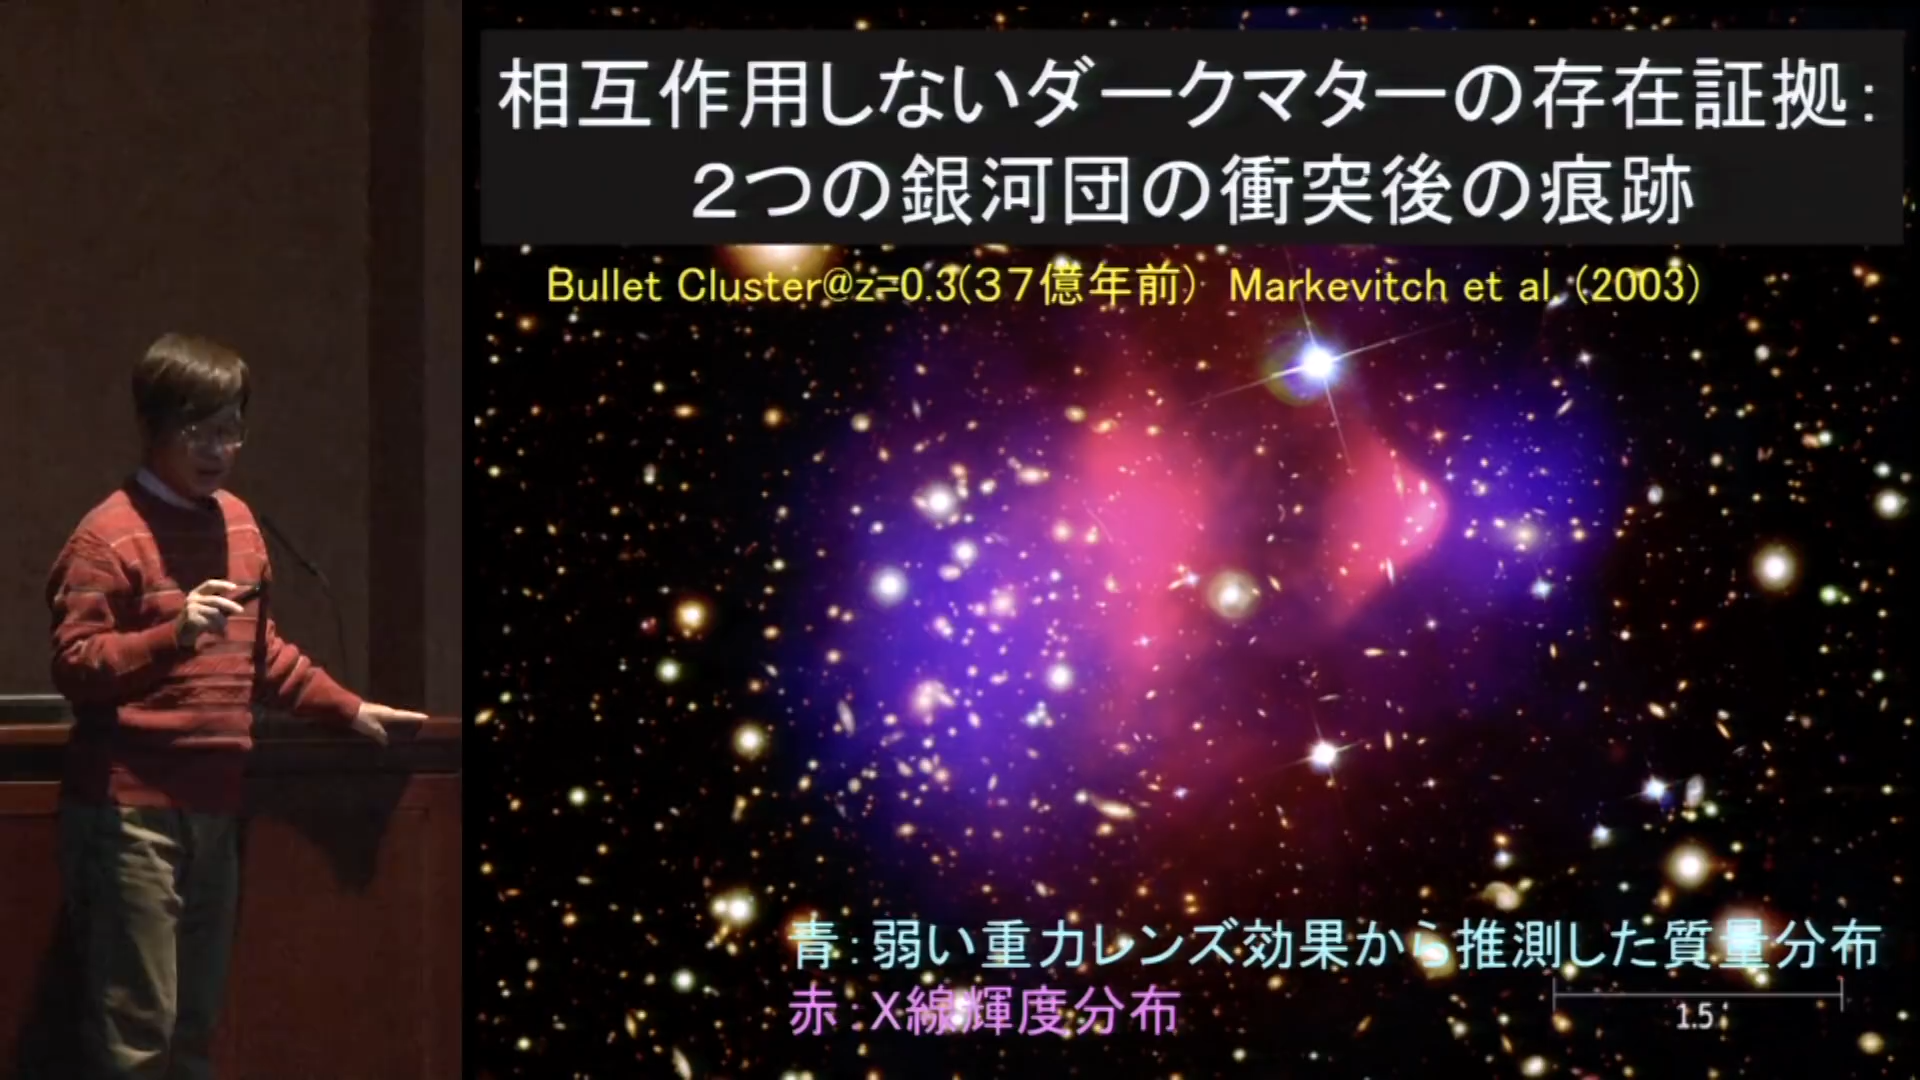 相互作用しないダークマターの存在証拠：
２つの銀河団の衝突後の痕跡
Bullet Cluster@z=0.3(３７億年前） Markevitch et al. (2003)
青：弱い重力レンズ効果から推測した質量分布
赤：X線輝度分布
1.5'